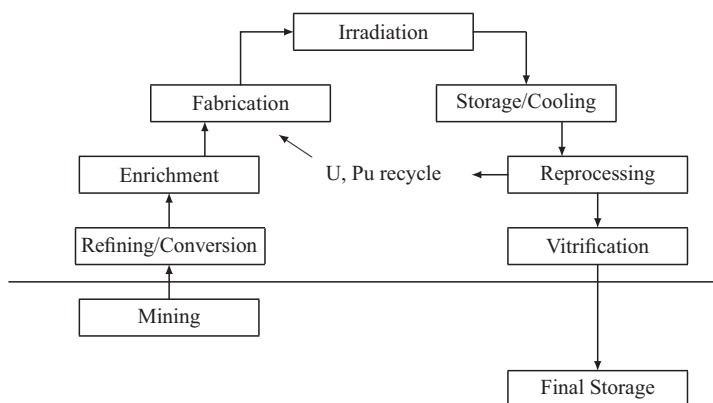 Irradiation
Fabrication
Storage/Cooling
Enrichment
U, Pu recycle
Reprocessing
Refining/Conversion
Vitrification
Mining
Final Storage